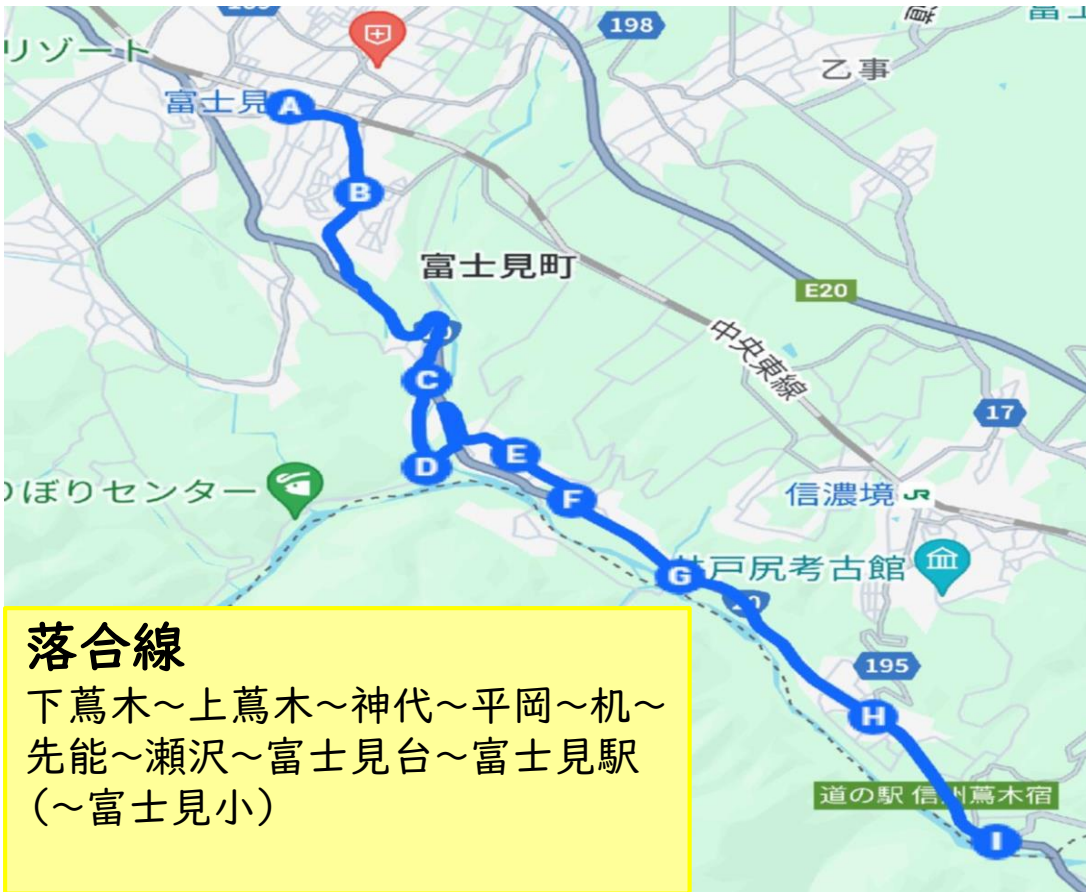 198
富士
リゾート
乙事
道
富士見
A
B
富士見町
E20
中央東線
C
17
D
E
のぼりセンター
F
信濃境
JR
井戸尻考古館
G
20
195
H
道の駅 信州蔦木宿
I
落合線
下蔦木～上蔦木～神代～平岡～机～
先能～瀬沢～富士見台～富士見駅
(～富士見小)